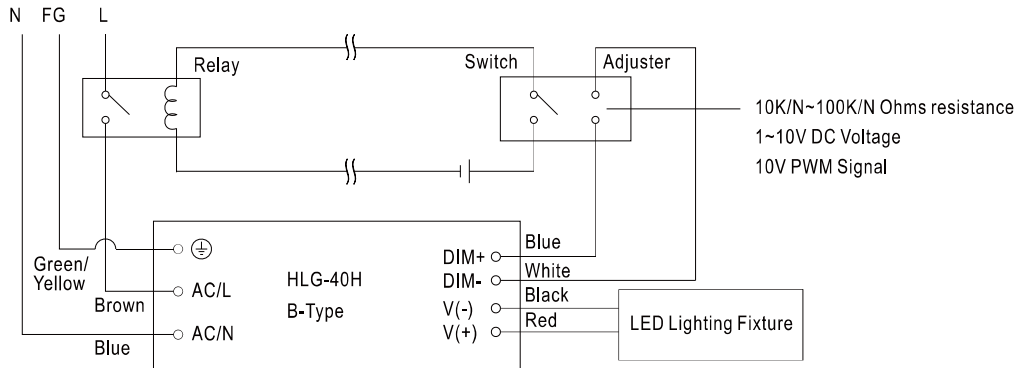 N FG L
Relay
Switch
Adjuster
10K/N~100K/N Ohms resistance
1~10V DC Voltage
10V PWM Signal
Green/
Yellow
Brown
Blue
AC/L
AC/N
HLG-40H
B-Type
DIM+
DIM-
V(-)
V(+)
Blue
White
Black
Red
LED Lighting Fixture